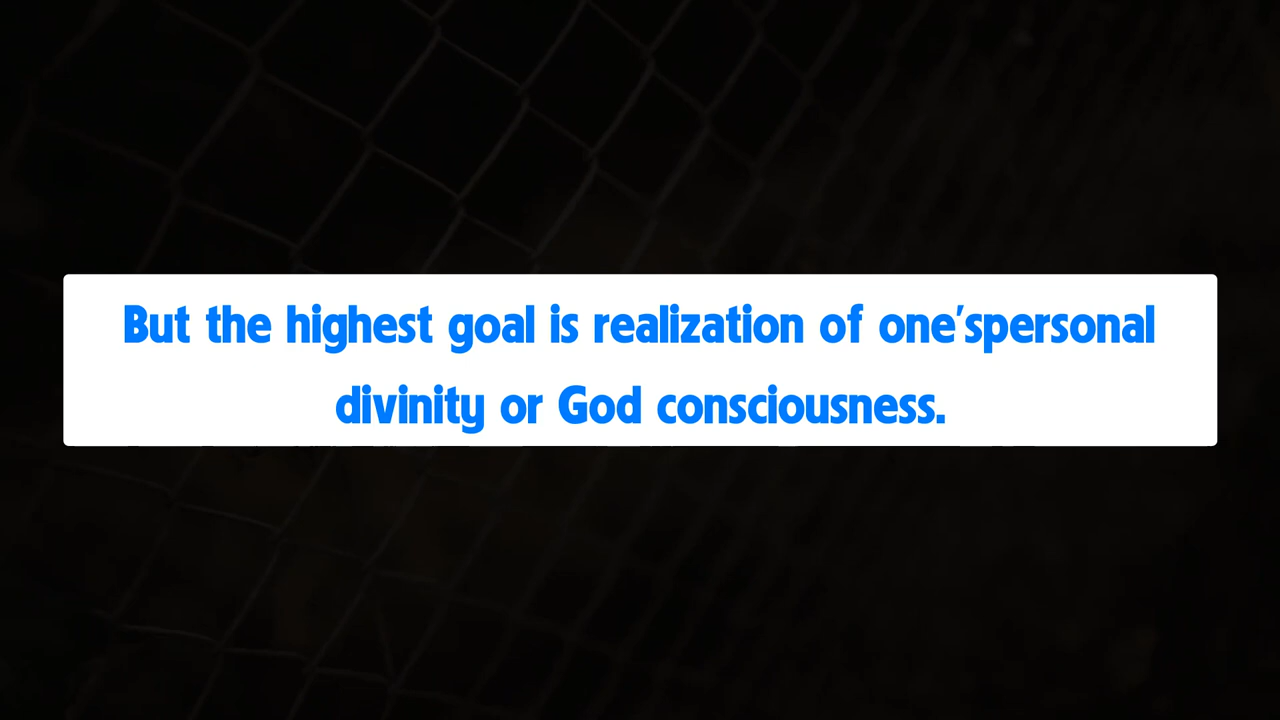 But the highest goal is realization of one'spersonal
divinity or God consciousness.